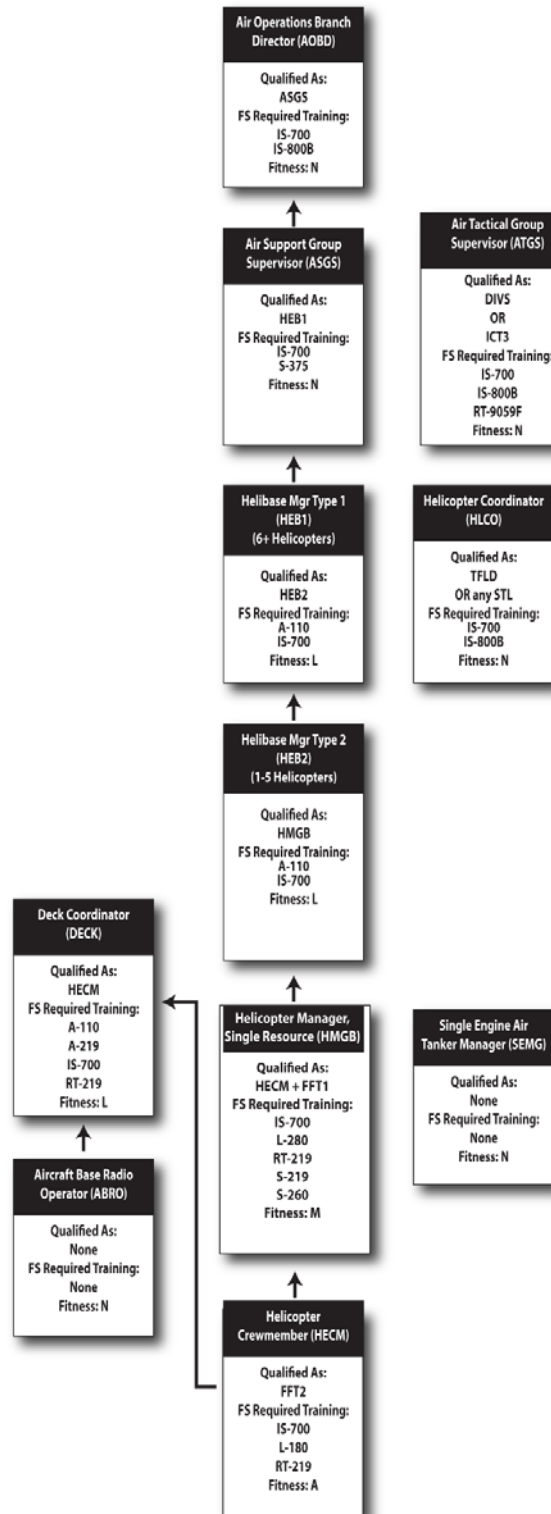 Air Operations Branch
Director (AOBD)
Qualified As:
ASGS
FS Required Training:
IS-700
IS-800B
Fitness: N
Air Support Group
Supervisor (ASGS)
Qualified As:
HEB1
FS Required Training:
IS-700
S-375
Fitness: N
Air Tactical Group
Supervisor (ATGS)
Qualified As:
DIVS
OR
ICT3
FS Required Training:
IS-700
IS-800B
RT-9059F
Fitness: N
Helibase Mgr Type 1
(HEB1)
(6+ Helicopters)
Qualified As:
HEB2
FS Required Training:
A-110
IS-700
Fitness: L
Helicopter Coordinator
(HLCO)
Qualified As:
TFLD
OR any STL
FS Required Training:
IS-700
IS-800B
Fitness: N
Helibase Mgr Type 2
(HEB2)
(1-5 Helicopters)
Qualified As:
HMGB
FS Required Training:
A-110
IS-700
Fitness: L
Deck Coordinator
(DECK)
Qualified As:
HECM
FS Required Training:
A-110
A-219
IS-700
RT-219
Fitness: L
Helicopter Manager,
Single Resource (HMGB)
Qualified As:
HECM + FFT1
FS Required Training:
IS-700
L-280
RT-219
S-219
S-260
Fitness: M
Single Engine Air
Tanker Manager (SEMG)
Qualified As:
None
FS Required Training:
None
Fitness: N
Aircraft Base Radio
Operator (ABRO)
Qualified As:
None
FS Required Training:
None
Fitness: N
Helicopter
Crewmember (HECM)
Qualified As:
FFT2
FS Required Training:
IS-700
L-180
RT-219
Fitness: A